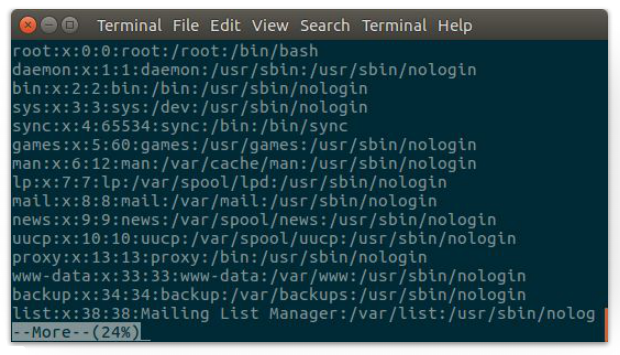 Terminal File Edit View Search Terminal Help
root:x:0:0:root:/root:/bin/bash
daemon:x:1:1:daemon:/usr/sbin:/usr/sbin/nologin
bin:x:2:2:bin:/bin:/usr/sbin/nologin
sys:x:3:3:sys:/dev:/usr/sbin/nologin
sync:x:4:65534:sync:/bin:/bin/sync
games:x:5:60:games:/usr/games:/usr/sbin/nologin
man:x:6:12:man:/var/cache/man:/usr/sbin/nologin
lp:x:7:7:lp:/var/spool/lpd:/usr/sbin/nologin
mail:x:8:8:mail:/var/mail:/usr/sbin/nologin
news:x:9:9:news:/var/spool/news:/usr/sbin/nologin
uucp:x:10:10:uucp:/var/spool/uucp:/usr/sbin/nologin
proxy:x:13:13:proxy:/bin:/usr/sbin/nologin
www-data:x:33:33:www-data:/var/www:/usr/sbin/nologin
backup:x:34:34:backup:/var/backups:/usr/sbin/nologin
list:x:38:38:Mailing List Manager:/var/list:/usr/sbin/nolog
--More--(24%)